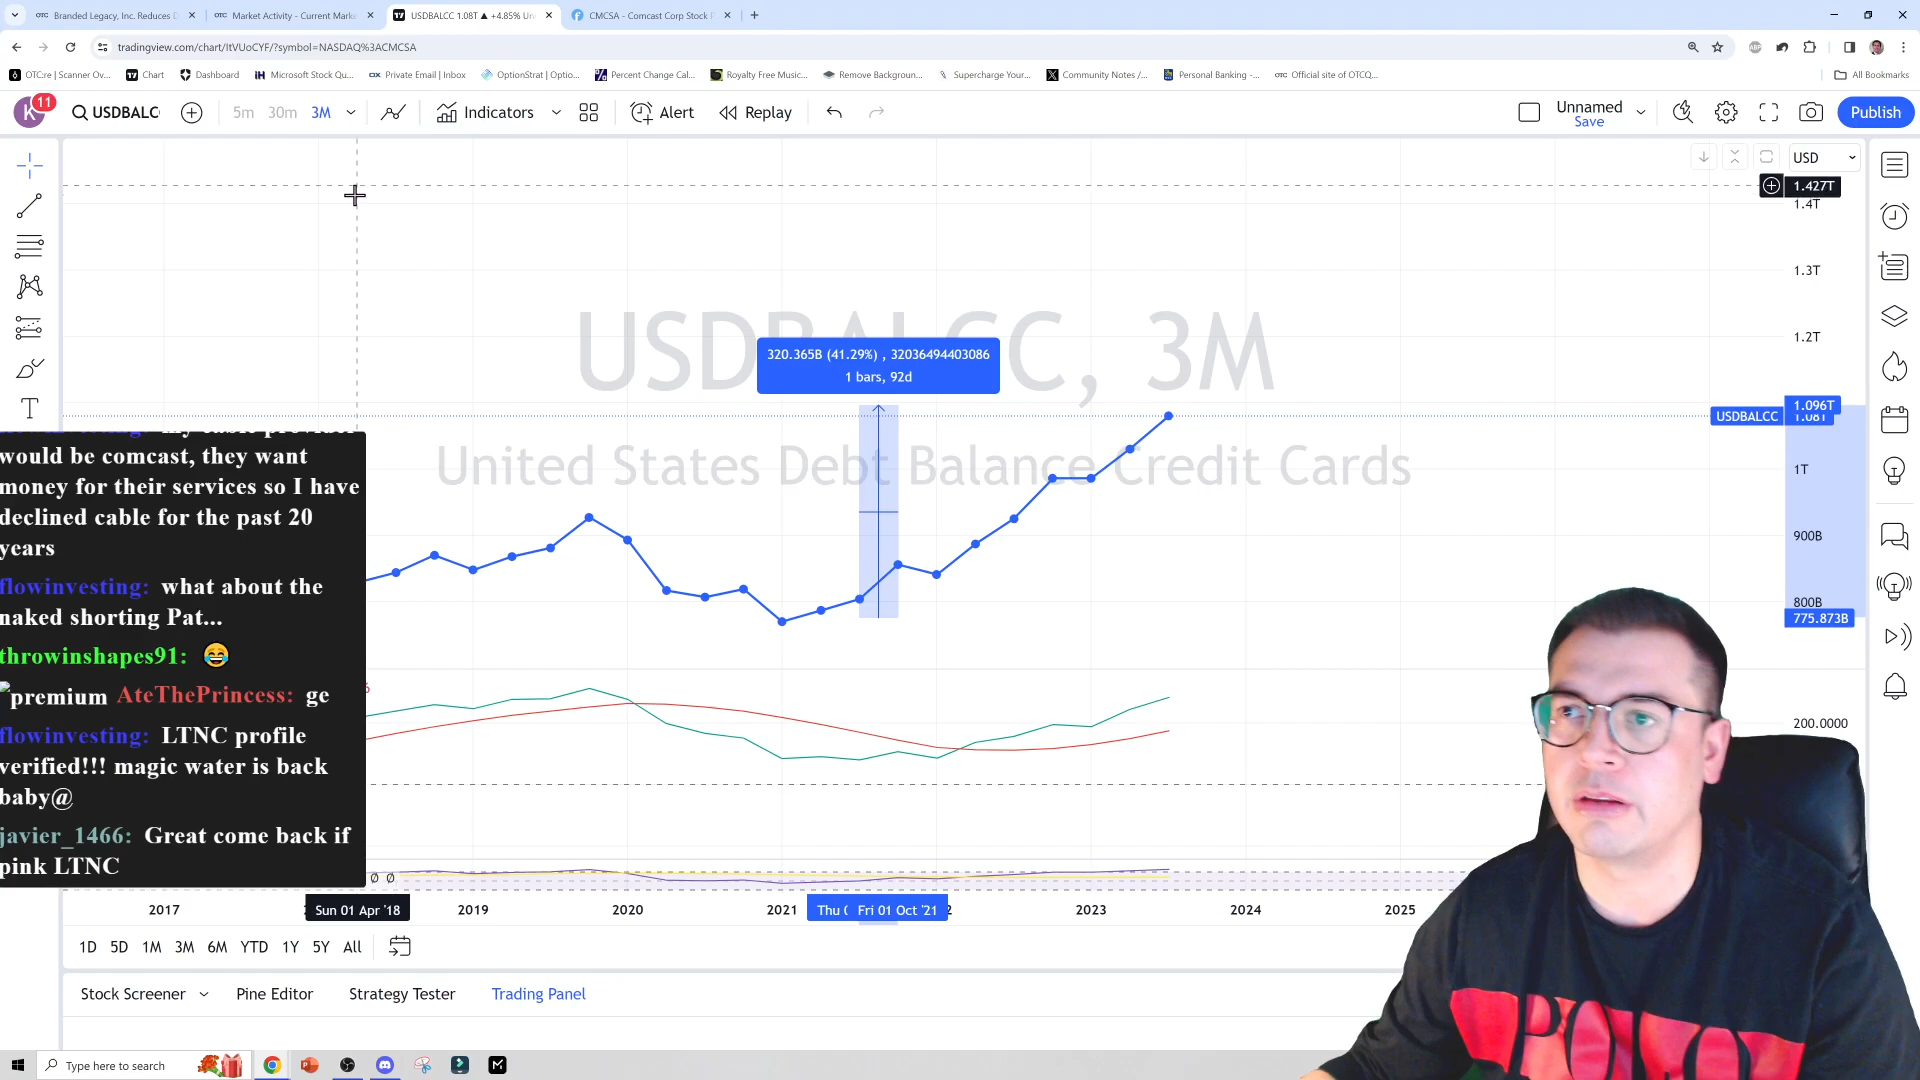 Branded Legacy, Inc. Reduces D
Market Activity - Current Marke
USDBALCC 1.08T ▲ +4.85% Un
CMCSA - Comcast Corp Stock P
tradingview.com/chart/ItVUoCYF/?symbol=NASDAQ%3ACMCSA
OTC:re | Scanner Ov... Chart Dashboard Microsoft Stock Qu... Private Email | Inbox OptionStrat | Optio... Percent Change Cal... Royalty Free Music... Remove Backgroun... Supercharge Your... Community Notes /... Personal Banking -... Official site of OTCQ... All Bookmarks
K 11 USDBALC 5m 30m 3M Indicators Alert Replay Unnamed Publish
Save
USD
1.427T
1.4T
1.3T
1.2T
1.096T
USDBALCC 1.08T
1T
900B
800B
775.873B
200.0000
USDBALCC, 3M
United States Debt Balance Credit Cards
320.365B (41.29%) , 32036494403086
1 bars, 92d
would be comcast, they want
money for their services so I have
declined cable for the past 20
years
flowinvesting: what about the
naked shorting Pat...
throwinshapes91: 😂
premium AteThePrincess: ge
flowinvesting: LTNC profile
verified!!! magic water is back
baby@
javier_1466: Great come back if
pink LTNC
Ø Ø
2017 Sun 01 Apr '18 2019 2020 2021 Fri 01 Oct '21 2023 2024 2025
1D 5D 1M 3M 6M YTD 1Y 5Y All
Stock Screener Pine Editor Strategy Tester Trading Panel
Type here to search
POLO